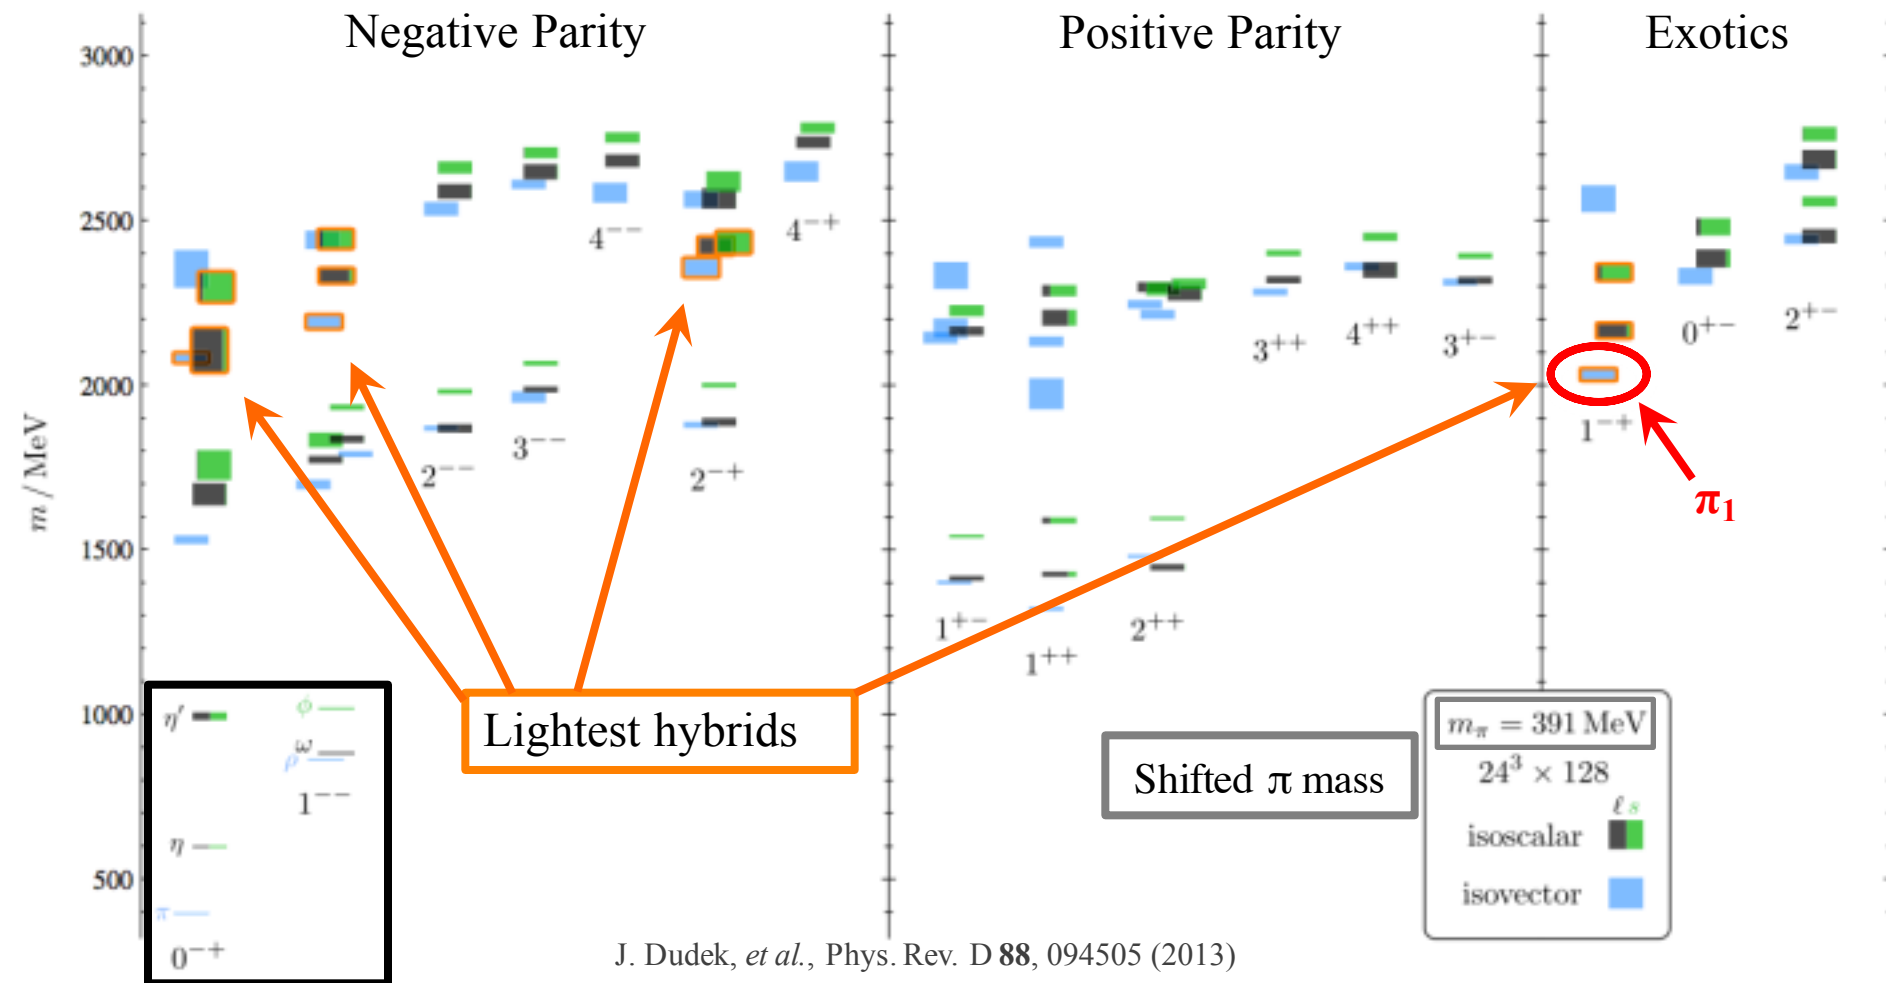 Negative Parity
Positive Parity
Exotics
3000
2500
2000
1500
1000
500
m / MeV
4⁻⁻
4⁻⁺
2⁻⁻
3⁻⁻
2⁻⁺
3⁺⁺
4⁺⁺
3⁺⁻
1⁺⁻
1⁺⁺
2⁺⁺
0⁺⁻
2⁺⁻
1⁻⁺
π₁
η′
ϕ
ω
ρ
1⁻⁻
η
π
0⁻⁺
Lightest hybrids
Shifted π mass
mπ = 391 MeV
24³ × 128
ℓ s
isoscalar
isovector
J. Dudek, et al., Phys. Rev. D 88, 094505 (2013)